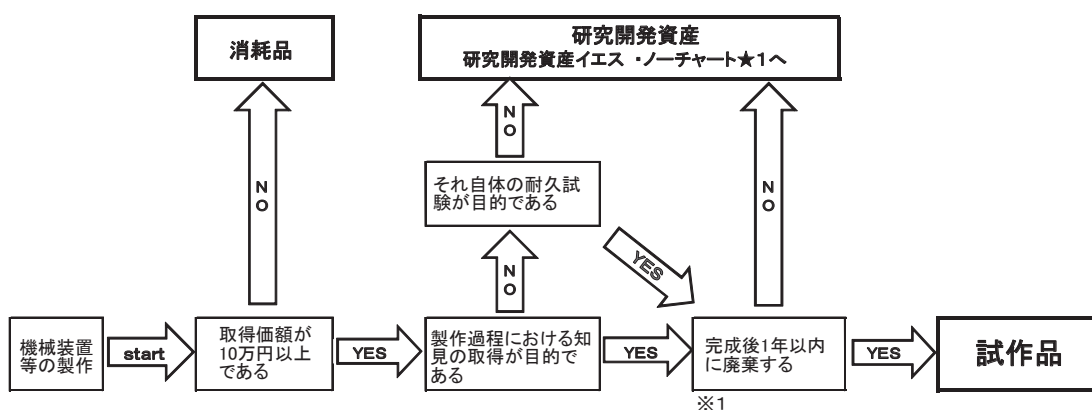 消耗品
研究開発資産
研究開発資産イエス ・ノーチャート★1へ
NO
NO
NO
それ自体の耐久試
験が目的である
NO
YES
機械装置
等の製作
start
取得価額が
10万円以上
である
YES
製作過程における知
見の取得が目的で
ある
YES
完成後1年以内
に廃棄する
※1
YES
試作品